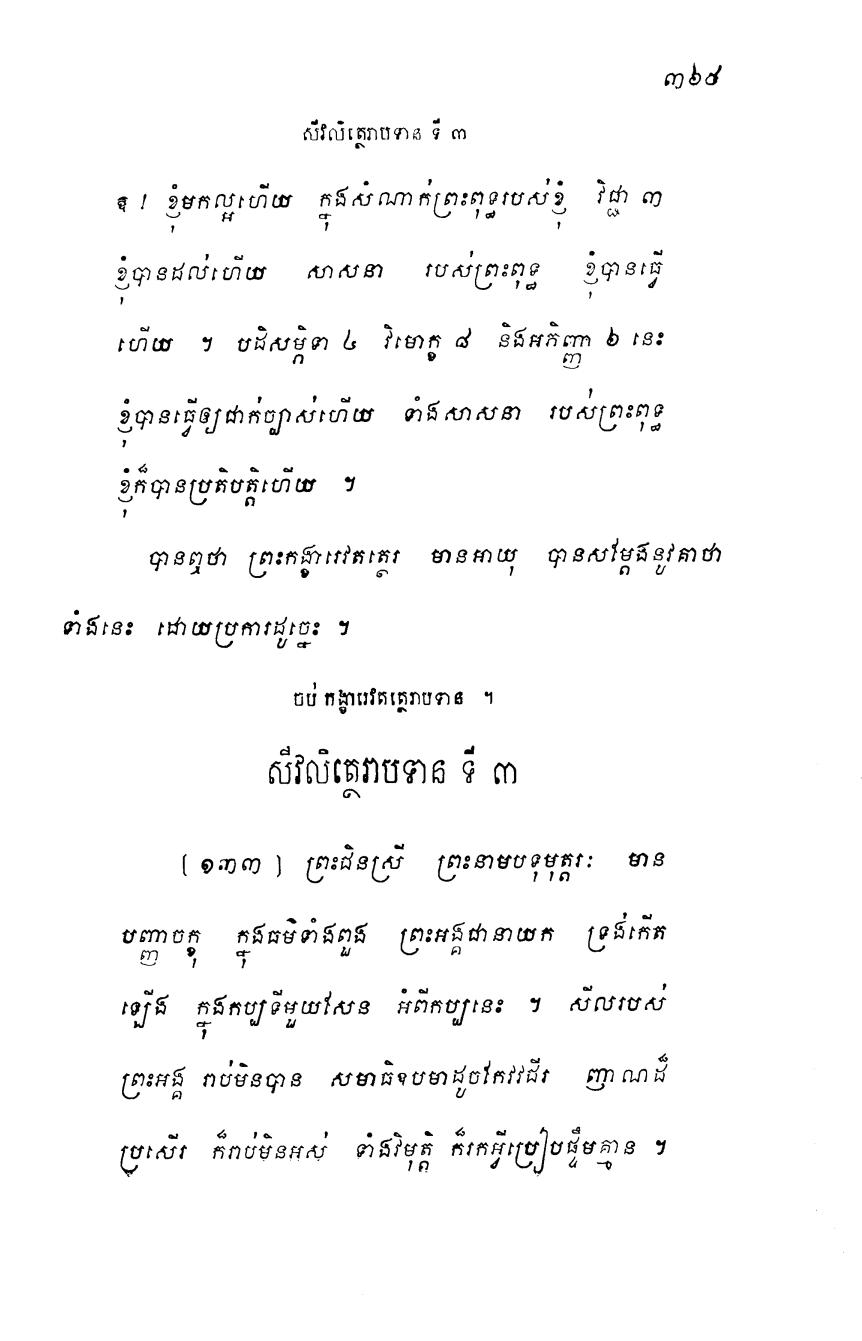 ៣៦៩
សីវលិត្ថេរាបទាន ទី ៣
ឱ ! ខ្ញុំមកល្អហើយ ក្នុងសំណាក់ព្រះពុទ្ធរបស់ខ្ញុំ វិជ្ជា ៣
ខ្ញុំបានដល់ហើយ សាសនា របស់ព្រះពុទ្ធ ខ្ញុំបានធ្វើ
ហើយ ។ បដិសម្ភិទា ៤ វិមោក្ខ ៨ និងអភិញ្ញា ៦ នេះ
ខ្ញុំបានធ្វើឲ្យជាក់ច្បាស់ហើយ ទាំងសាសនា របស់ព្រះពុទ្ធ
ខ្ញុំក៏បានប្រតិបត្តិហើយ ។
បានឮថា ព្រះកង្ខារេវតត្ថេរ មានអាយុ បានសម្តែងនូវគាថា
ទាំងនេះ ដោយប្រការដូច្នេះ ។
ចប់ កង្ខារេវតត្ថេរាបទាន ។
សីវលិត្ថេរាបទាន ទី ៣
[ ១៣៣ ] ព្រះជិនស្រី ព្រះនាមបទុមុត្តរៈ មាន
បញ្ញាចក្ខុ ក្នុងធម៌ទាំងពួង ព្រះអង្គជានាយក ទ្រង់កើត
ឡើង ក្នុងកប្បទីមួយសែន អំពីកប្បនេះ ។ សីលរបស់
ព្រះអង្គ រាប់មិនបាន សមាធិឧបមាដូចកែវវជីរ ញាណដ៏
ប្រសើរ ក៏រាប់មិនអស់ ទាំងវិមុត្តិ ក៏រកអ្វីប្រៀបផ្ទឹមគ្មាន ។